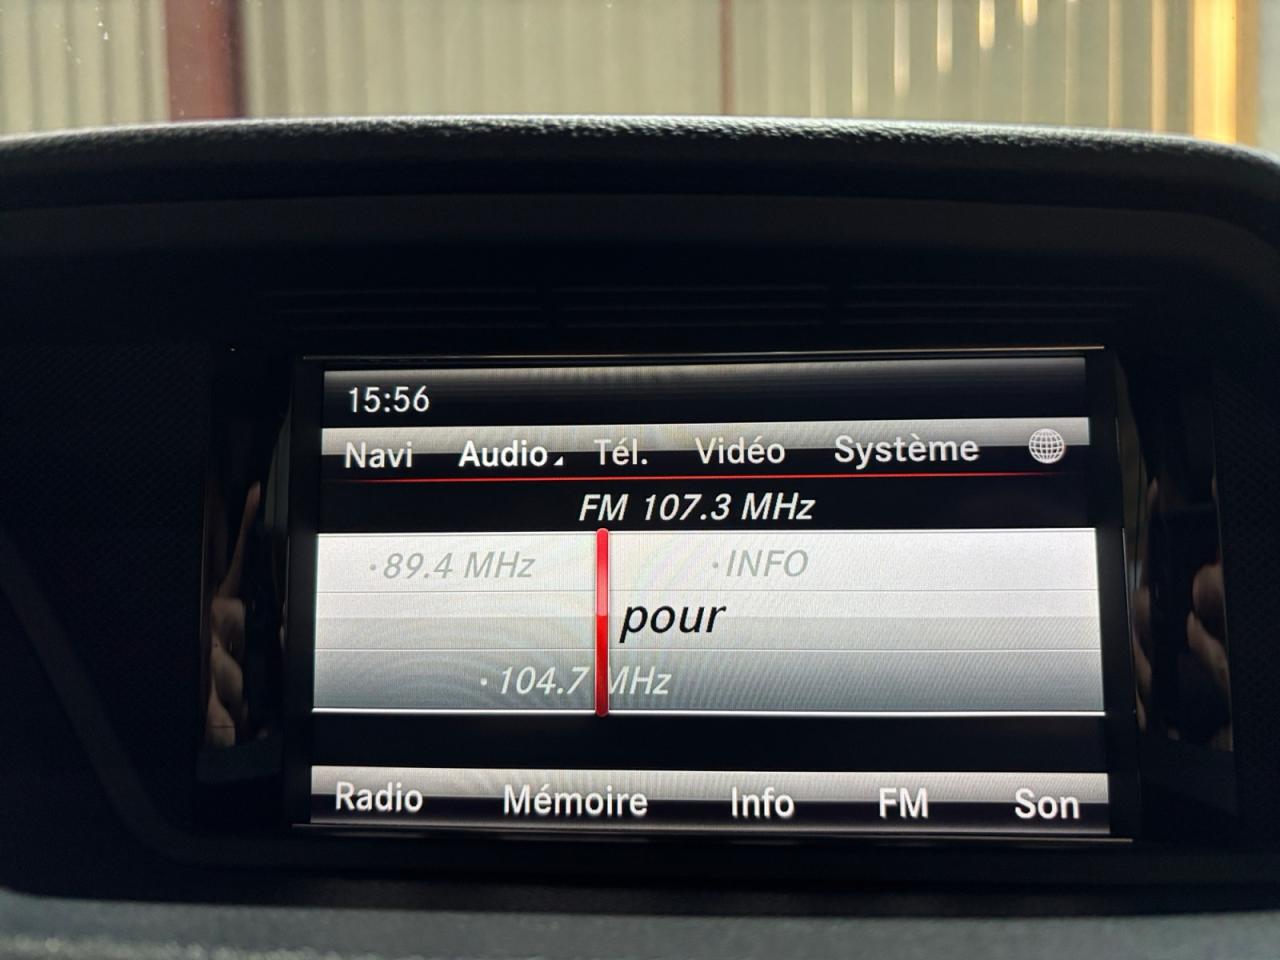 15:56
Navi Audio Tél. Vidéo Système
FM 107.3 MHz
·89.4 MHz ·INFO
pour
·104.7 MHz
Radio Mémoire Info FM Son